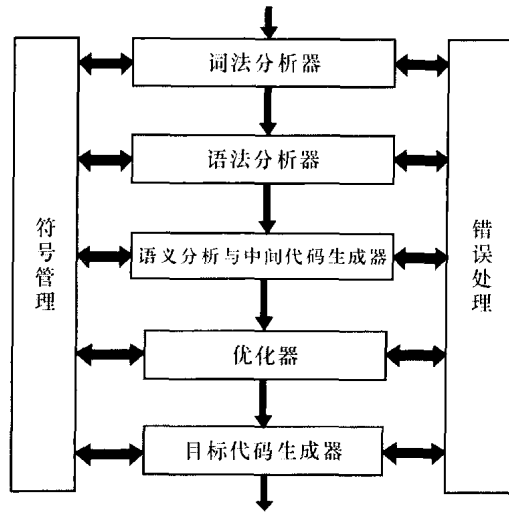 词法分析器
语法分析器
符号管理
语义分析与中间代码生成器
错误处理
优化器
目标代码生成器